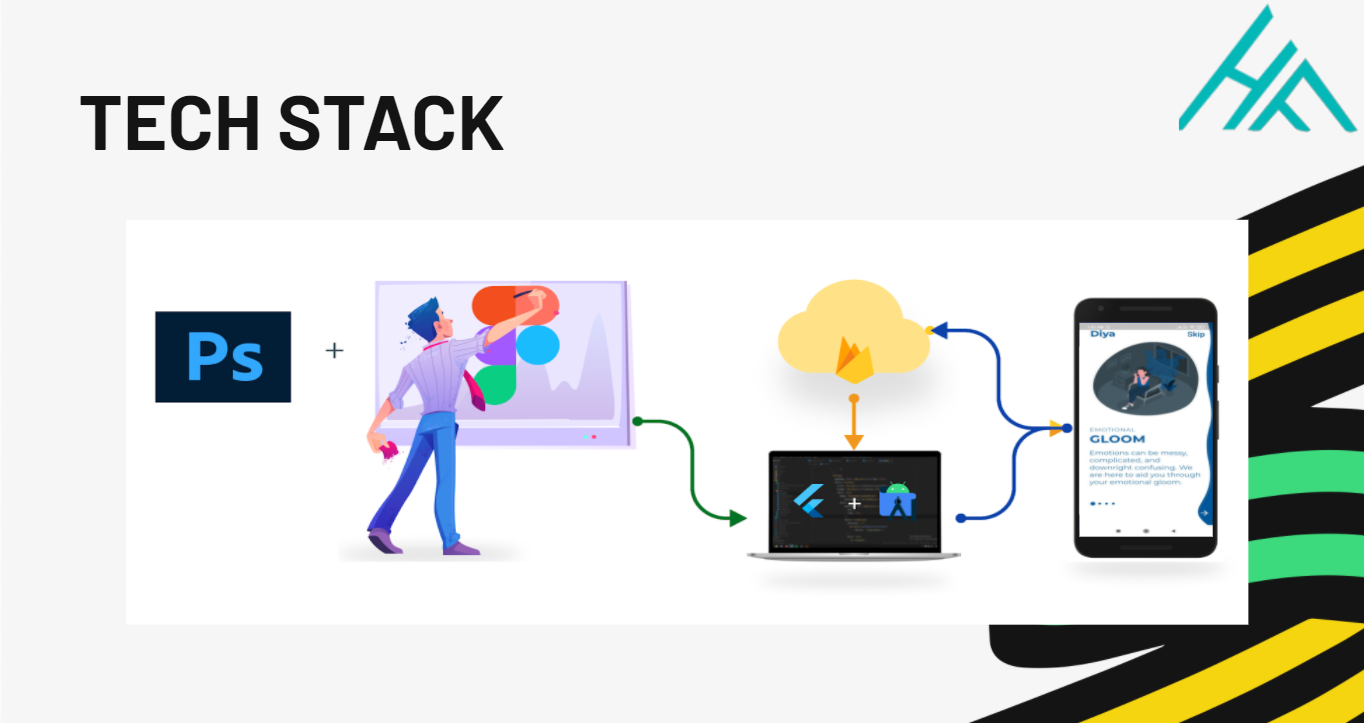 TECH STACK
Ps
+
+
Diya
Skip
EMOTIONAL
GLOOM
Emotions can be messy,
complicated, and
downright confusing. We
are here to aid you through
your emotional gloom.